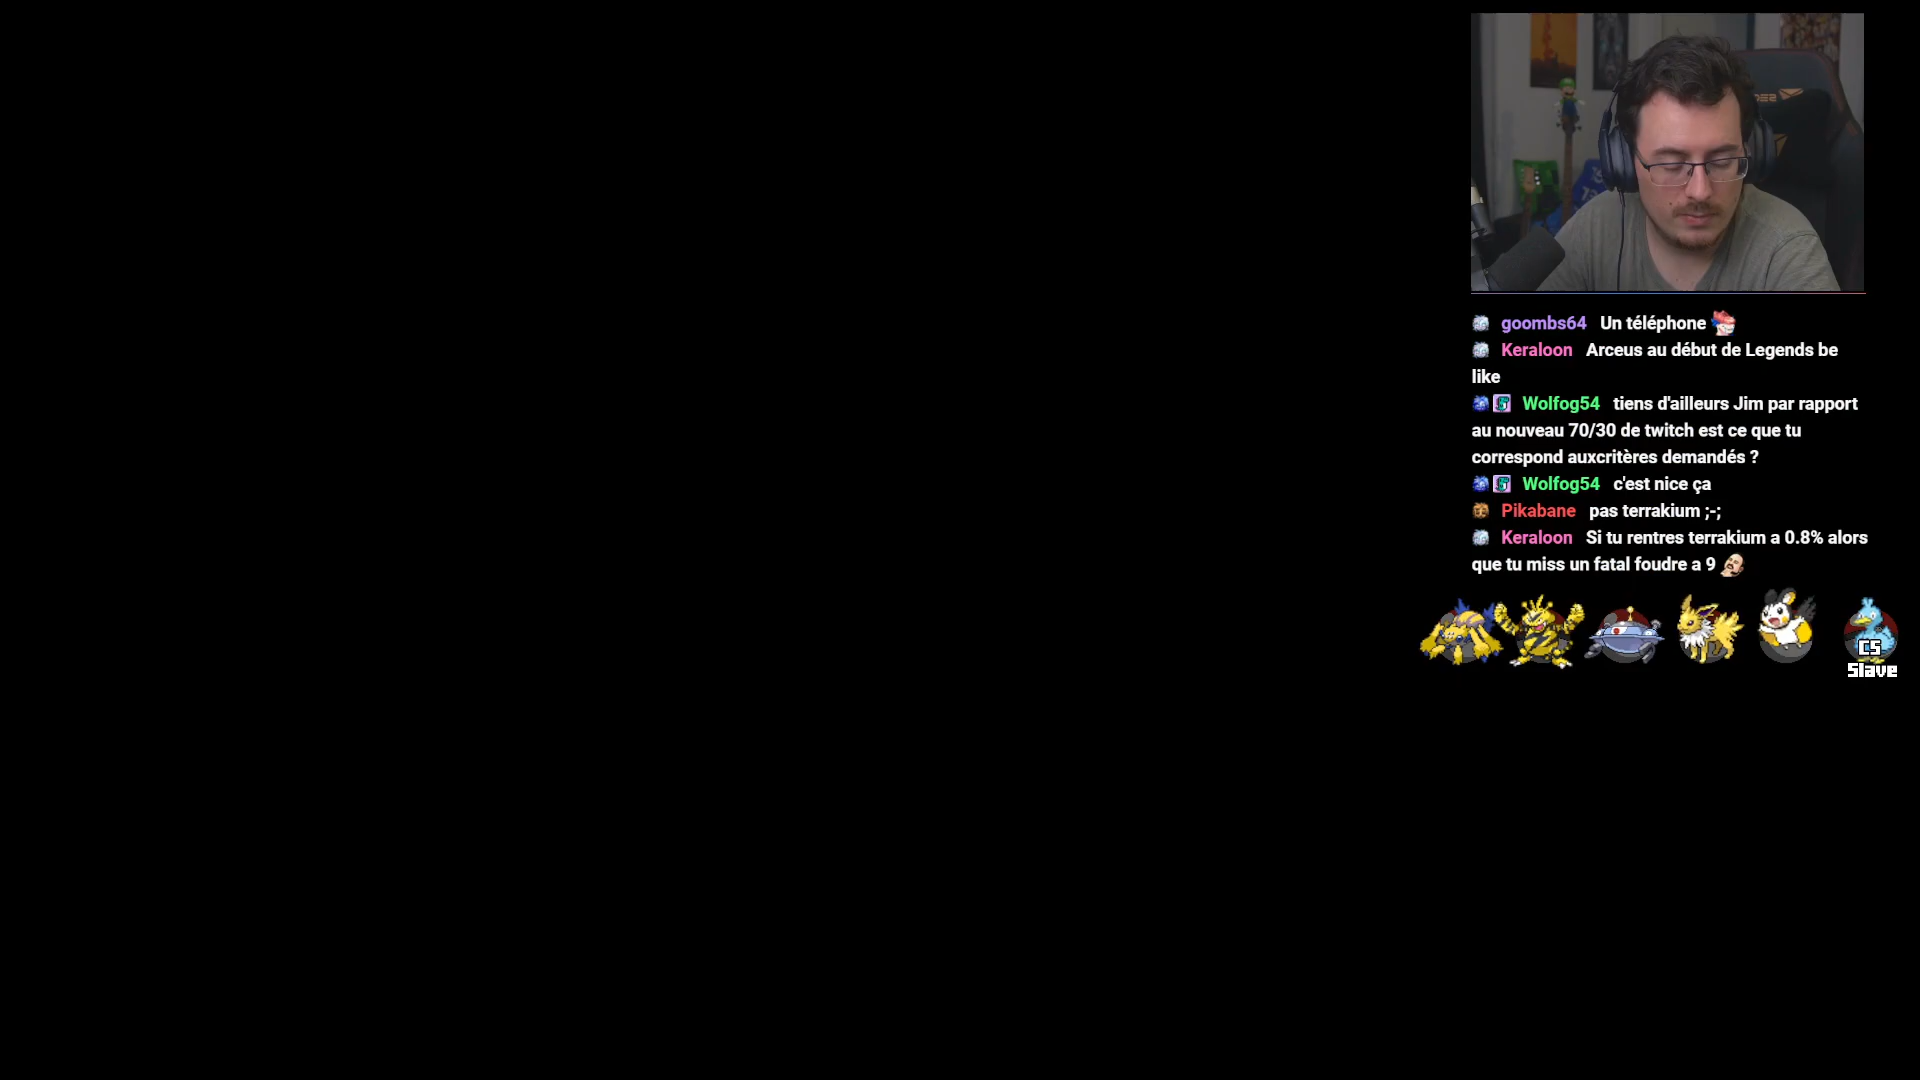 goombs64 Un téléphone
Keraloon Arceus au début de Legends be
like
Wolfog54 tiens d'ailleurs Jim par rapport
au nouveau 70/30 de twitch est ce que tu
correspond auxcritères demandés ?
Wolfog54 c'est nice ça
Pikabane pas terrakium ;-;
Keraloon Si tu rentres terrakium a 0.8% alors
que tu miss un fatal foudre a 9
CS
Slave